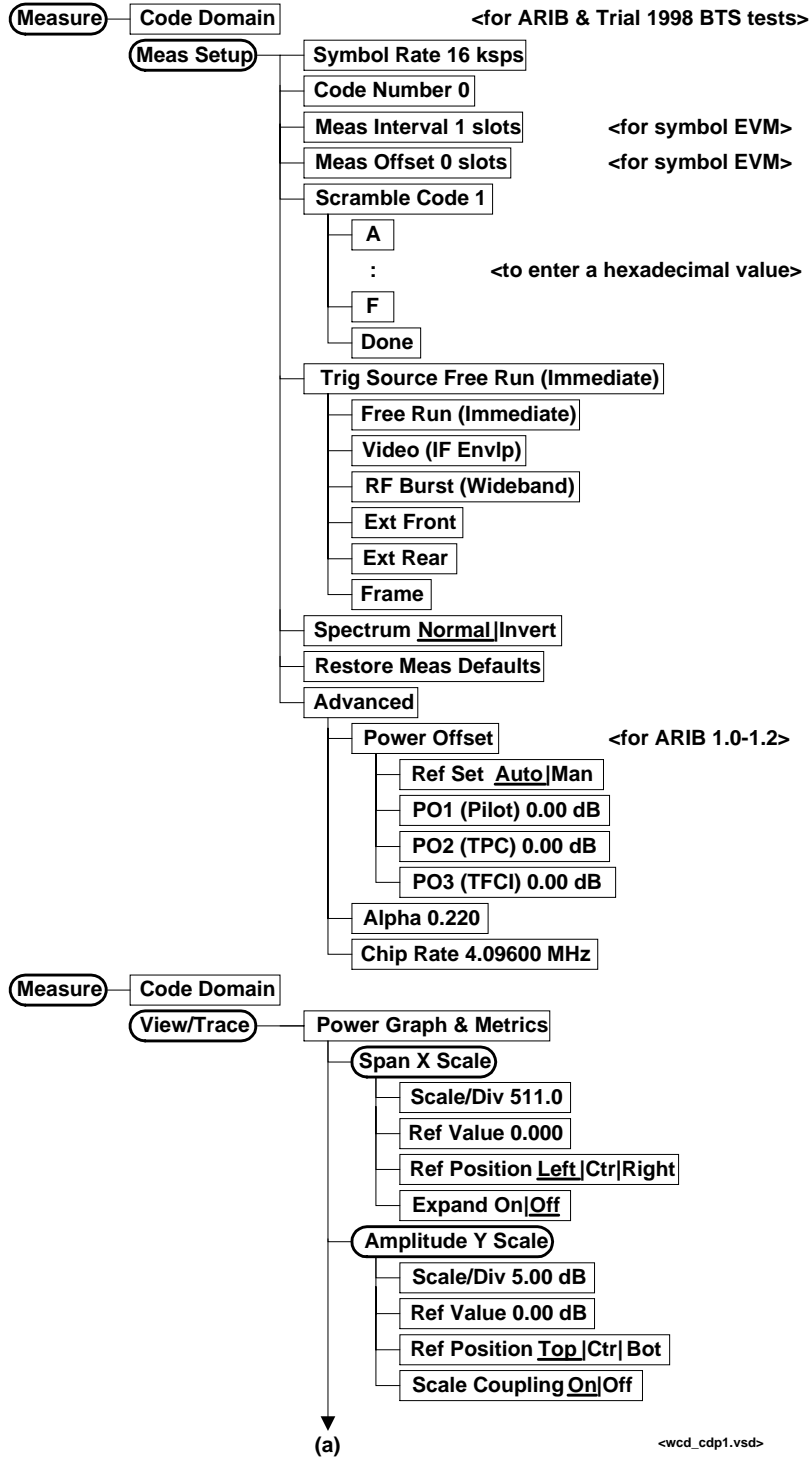 Measure Code Domain <for ARIB & Trial 1998 BTS tests>
Meas Setup Symbol Rate 16 ksps
Code Number 0
Meas Interval 1 slots <for symbol EVM>
Meas Offset 0 slots <for symbol EVM>
Scramble Code 1
A
: <to enter a hexadecimal value>
F
Done
Trig Source Free Run (Immediate)
Free Run (Immediate)
Video (IF Envlp)
RF Burst (Wideband)
Ext Front
Ext Rear
Frame
Spectrum Normal|Invert
Restore Meas Defaults
Advanced
Power Offset <for ARIB 1.0-1.2>
Ref Set Auto|Man
PO1 (Pilot) 0.00 dB
PO2 (TPC) 0.00 dB
PO3 (TFCI) 0.00 dB
Alpha 0.220
Chip Rate 4.09600 MHz
Measure Code Domain
View/Trace Power Graph & Metrics
Span X Scale
Scale/Div 511.0
Ref Value 0.000
Ref Position Left|Ctr|Right
Expand On|Off
Amplitude Y Scale
Scale/Div 5.00 dB
Ref Value 0.00 dB
Ref Position Top|Ctr|Bot
Scale Coupling On|Off
(a) <wcd_cdp1.vsd>